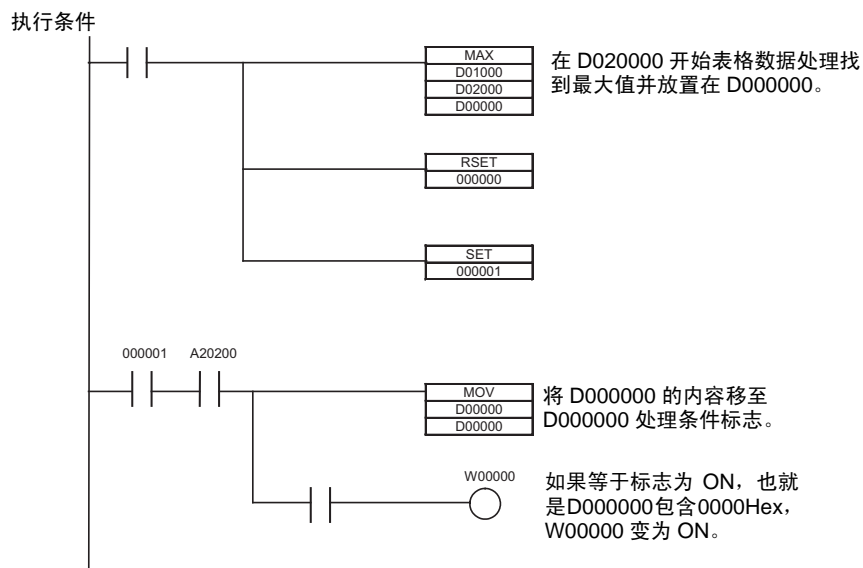 执行条件
MAX
D01000
D02000
D00000
在 D020000 开始表格数据处理找
到最大值并放置在 D000000。
RSET
000000
SET
000001
000001 A20200
MOV
D00000
D00000
将 D000000 的内容移至
D000000 处理条件标志。
W00000
如果等于标志为 ON，也就
是D000000包含0000Hex，
W00000 变为 ON。